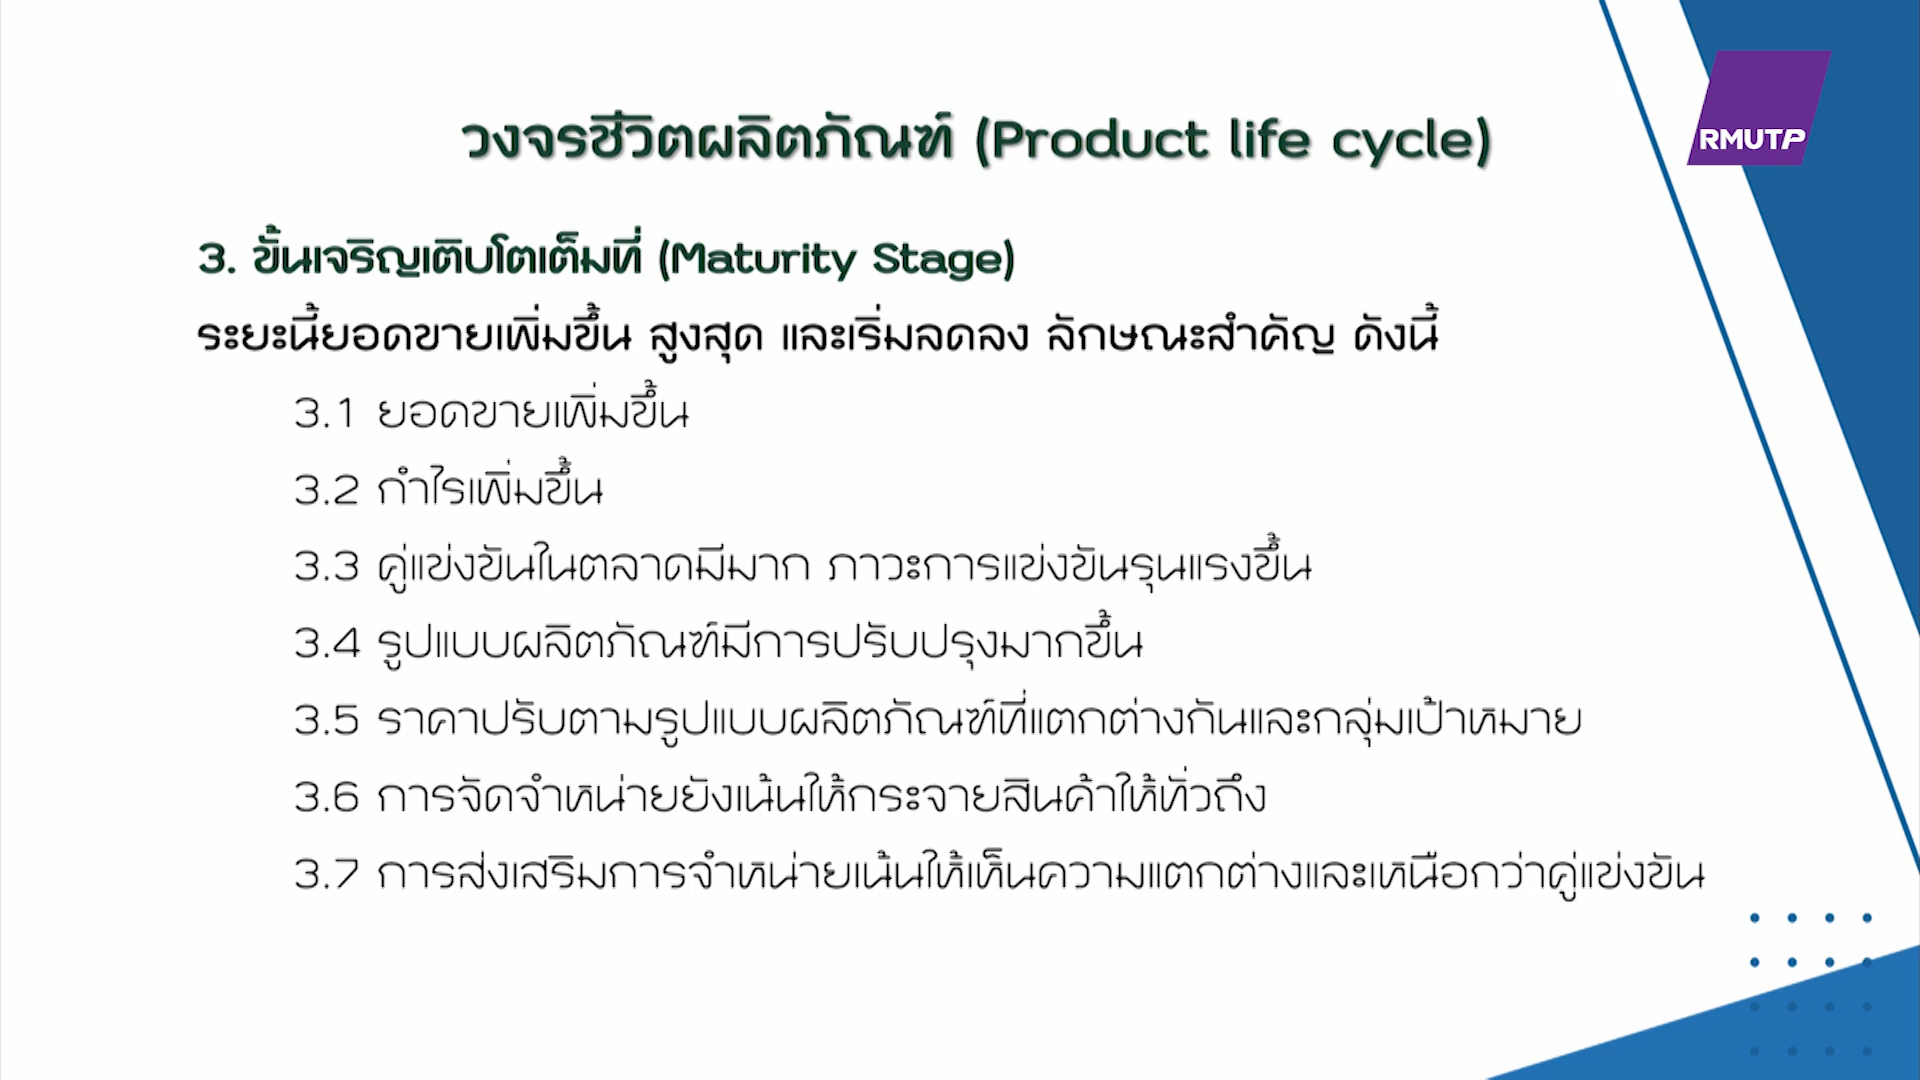 วงจรชีวิตผลิตภัณฑ์ (Product life cycle)
RMUTP
3. ขั้นเจริญเติบโตเต็มที่ (Maturity Stage)
ระยะนี้ยอดขายเพิ่มขึ้น สูงสุด และเริ่มลดลง ลักษณะสำคัญ ดังนี้
3.1 ยอดขายเพิ่มขึ้น
3.2 กำไรเพิ่มขึ้น
3.3 คู่แข่งขันในตลาดมีมาก ภาวะการแข่งขันรุนแรงขึ้น
3.4 รูปแบบผลิตภัณฑ์มีการปรับปรุงมากขึ้น
3.5 ราคาปรับตามรูปแบบผลิตภัณฑ์ที่แตกต่างกันและกลุ่มเป้าหมาย
3.6 การจัดจำหน่ายยังเน้นให้กระจายสินค้าให้ทั่วถึง
3.7 การส่งเสริมการจำหน่ายเน้นให้เห็นความแตกต่างและเหนือกว่าคู่แข่งขัน